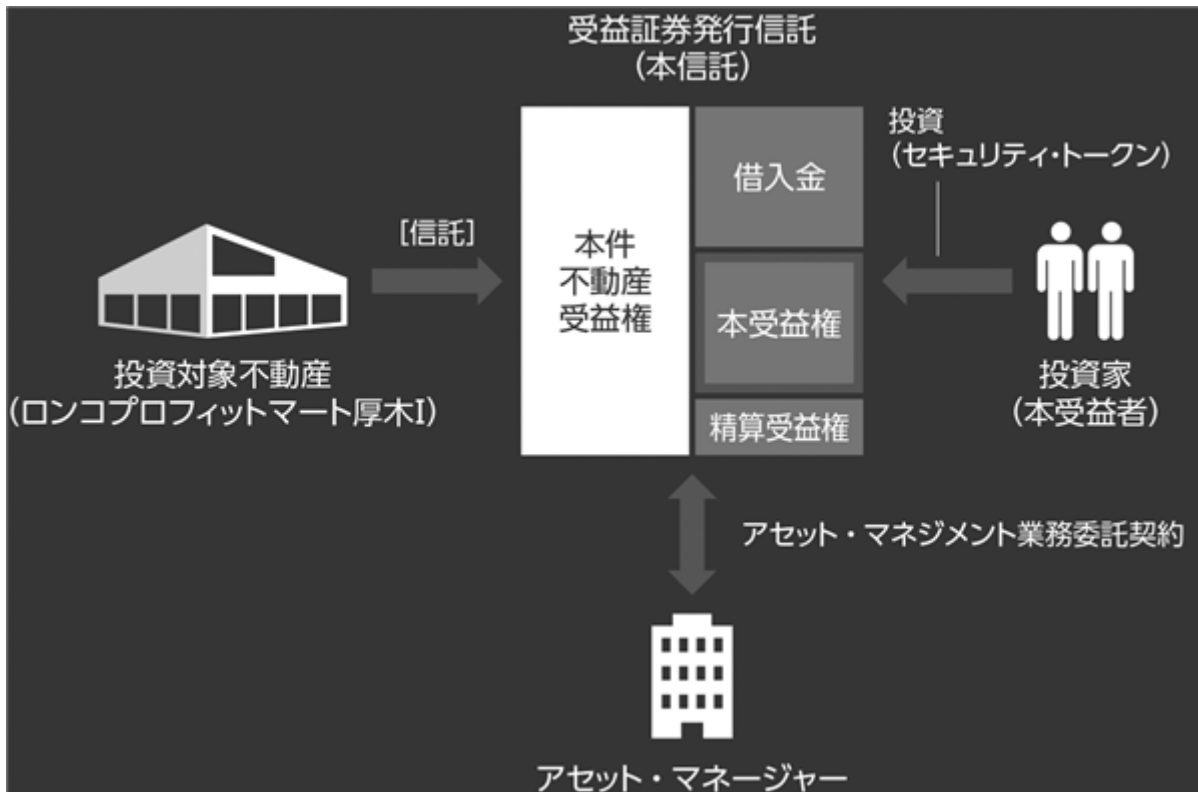 受益証券発行信託
(本信託)
投資
(セキュリティ・トークン)
借入金
[信託]
本件
不動産
受益権
本受益権
投資対象不動産
(ロンコプロフィットマート厚木I)
投資家
(本受益者)
精算受益権
アセット・マネジメント業務委託契約
アセット・マネージャー